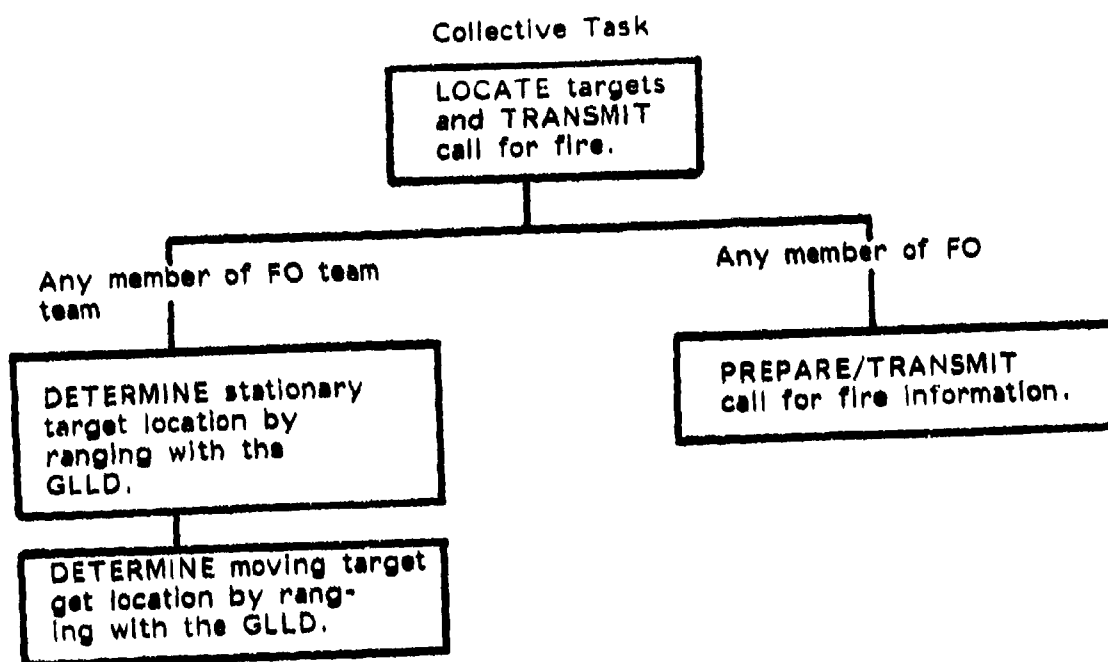 Collective Task
LOCATE targets
and TRANSMIT
call for fire.
Any member of FO team
team
Any member of FO
DETERMINE stationary
target location by
ranging with the
GLLD.
PREPARE/TRANSMIT
call for fire information.
DETERMINE moving target
get location by rang-
ing with the GLLD.